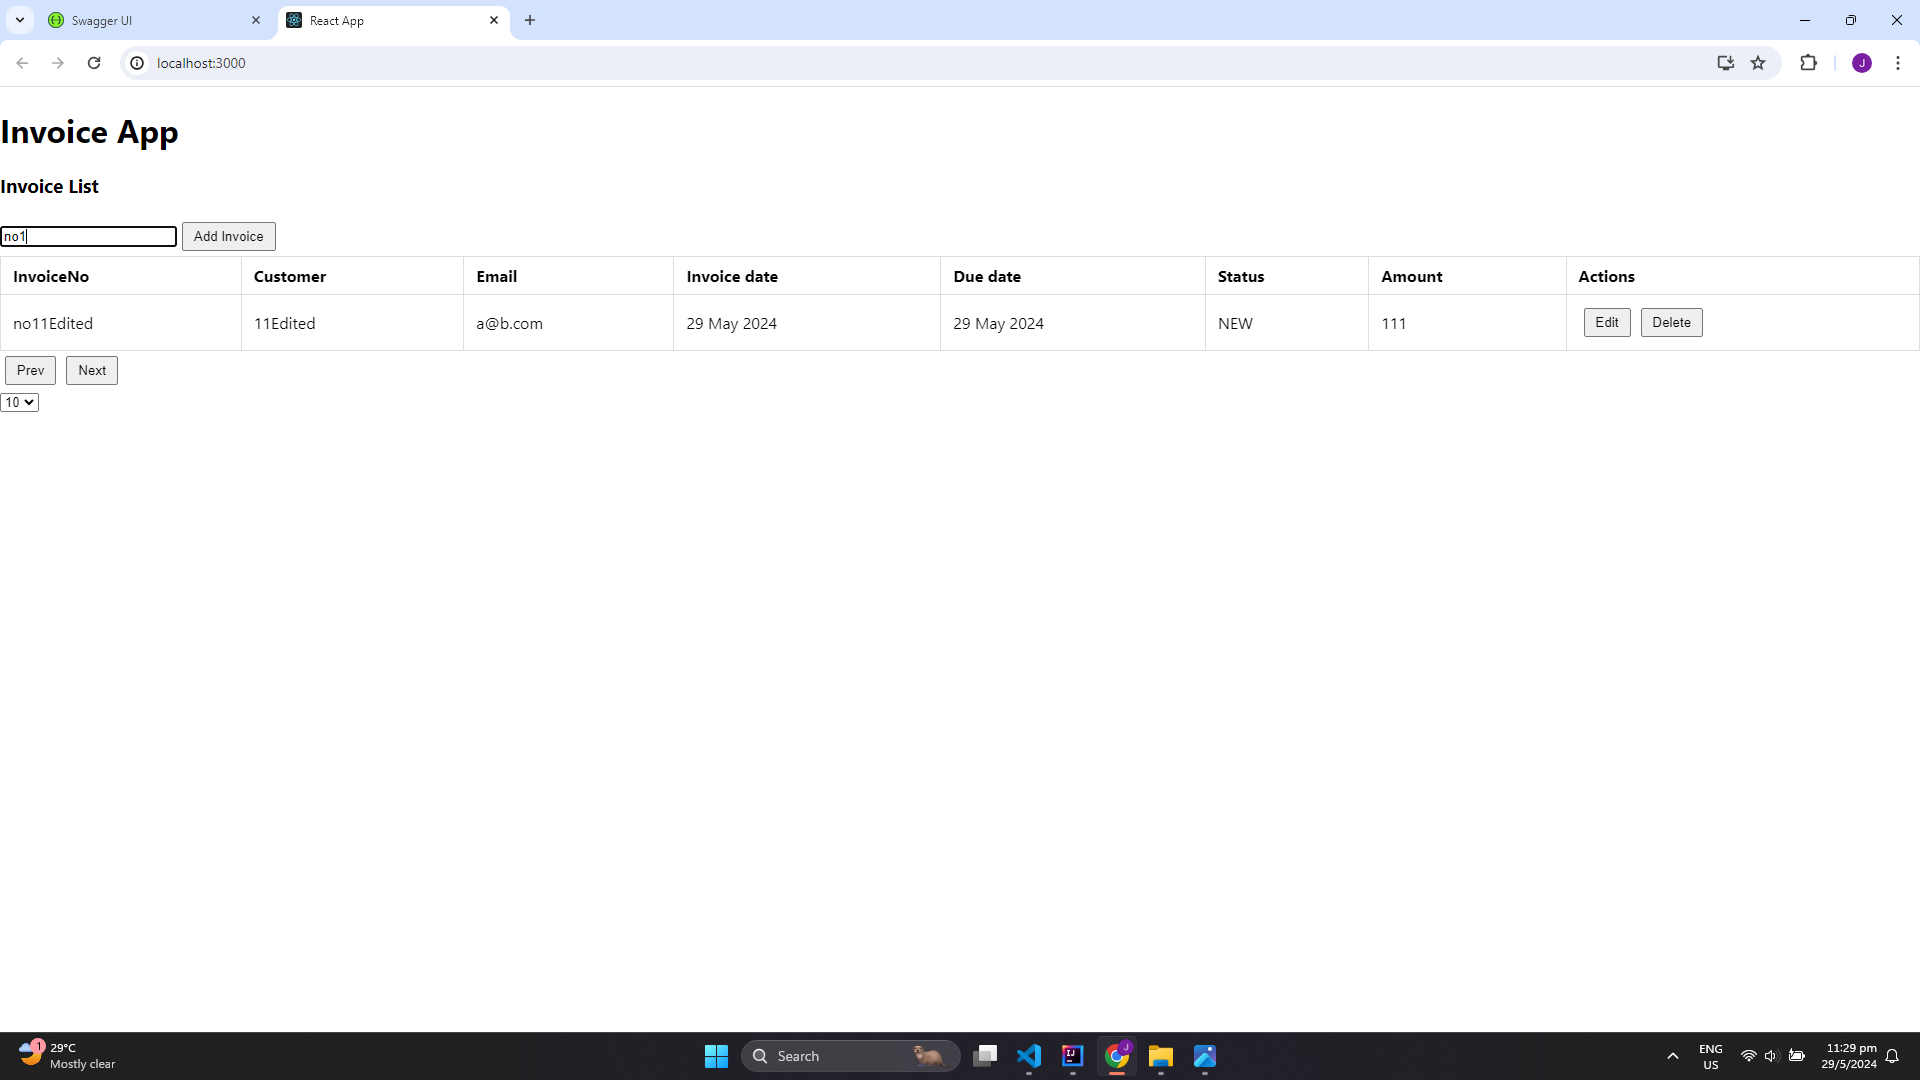 Swagger UI
React App
localhost:3000
J
Invoice App
Invoice List
no1
Add Invoice
InvoiceNo Customer Email Invoice date Due date Status Amount Actions
no11Edited 11Edited a@b.com 29 May 2024 29 May 2024 NEW 111 Edit Delete
Prev Next
10
1
29°C
Mostly clear
Search
IJ
J
ENG
US
11:29 pm
29/5/2024